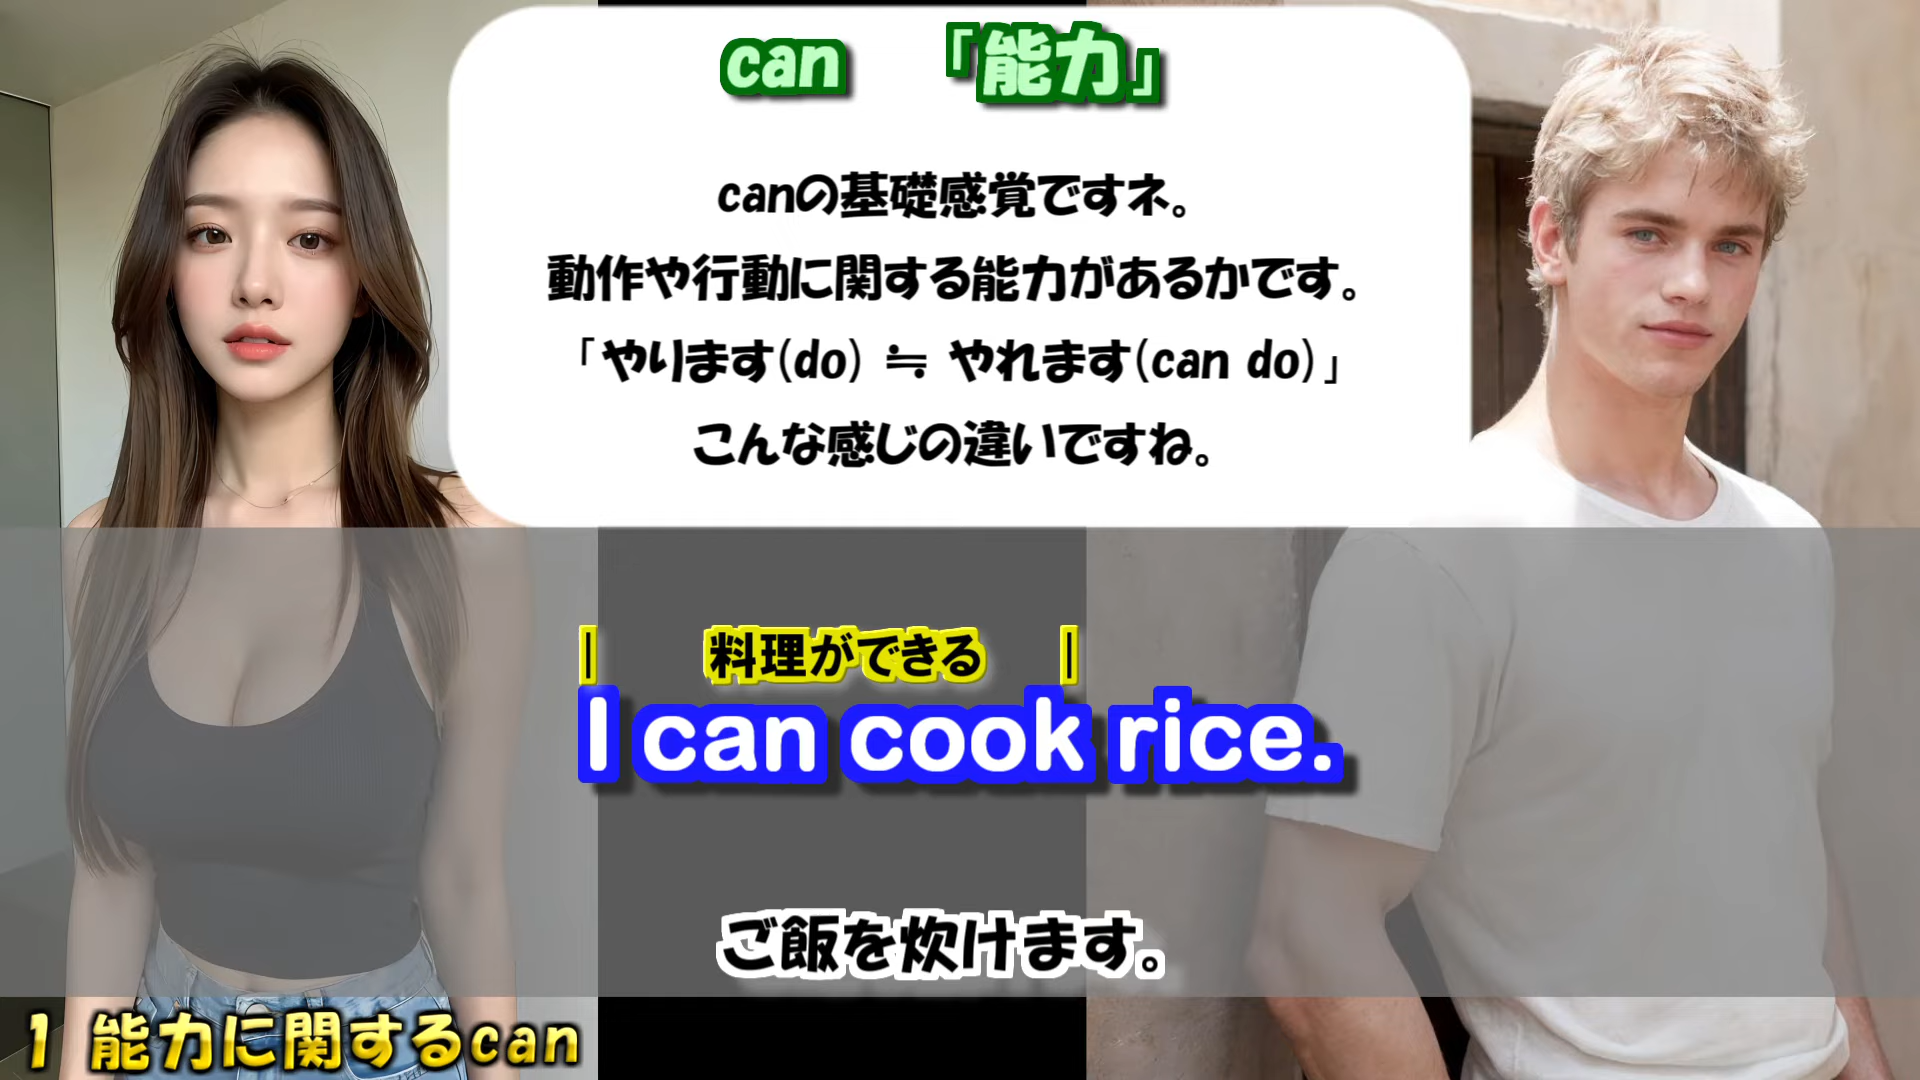 can 「能力」
canの基礎感覚ですネ。
動作や行動に関する能力があるかです。
「やります(do) ≒ やれます(can do)」
こんな感じの違いですね。
| 料理ができる |
I can cook rice.
ご飯を炊けます。
1 能力に関するcan